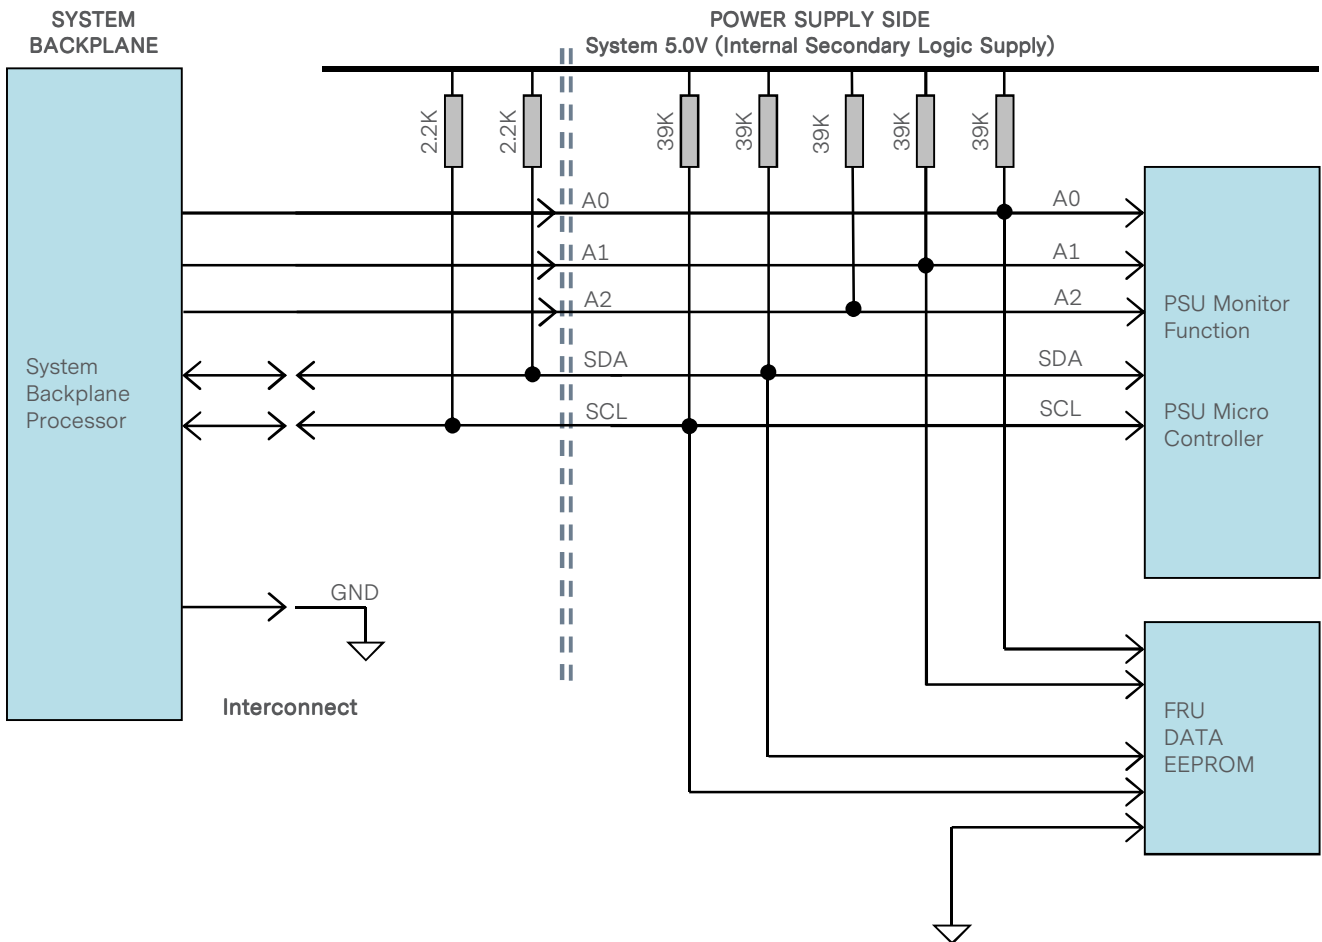 SYSTEM
BACKPLANE
POWER SUPPLY SIDE
System 5.0V (Internal Secondary Logic Supply)
2.2K
2.2K
39K
39K
39K
39K
39K
A0
A0
A1
A1
A2
A2
SDA
SDA
SCL
SCL
System
Backplane
Processor
PSU Monitor
Function
PSU Micro
Controller
GND
Interconnect
FRU
DATA
EEPROM